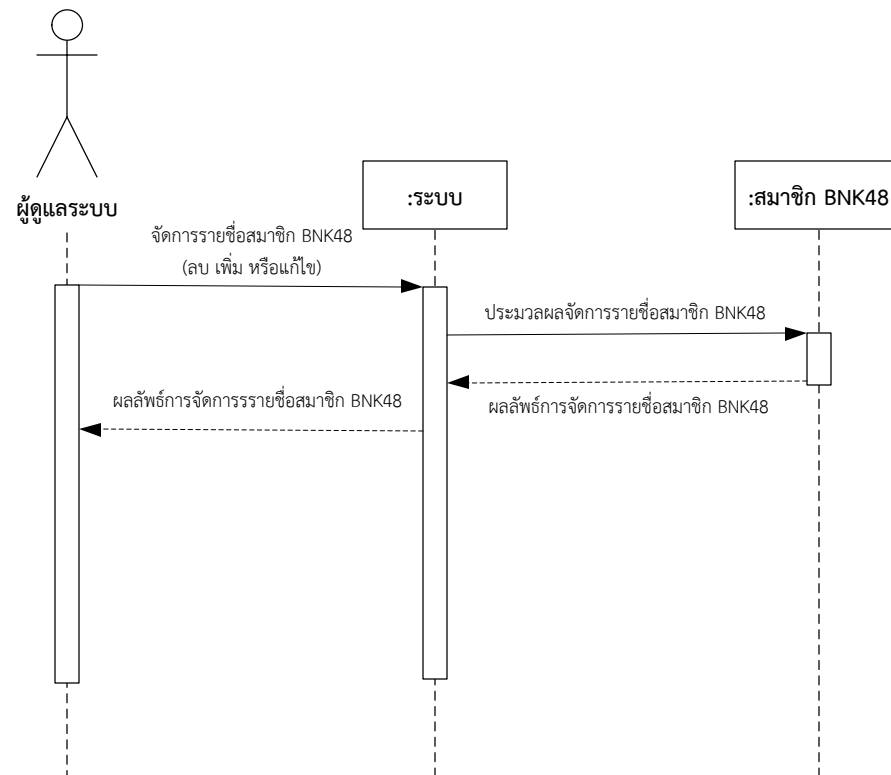 ผู้ดูแลระบบ
:ระบบ
:สมาชิก BNK48
จัดการรายชื่อสมาชิก BNK48
(ลบ เพิ่ม หรือแก้ไข)
ประมวลผลจัดการรายชื่อสมาชิก BNK48
ผลลัพธ์การจัดการรรายชื่อสมาชิก BNK48
ผลลัพธ์การจัดการรายชื่อสมาชิก BNK48